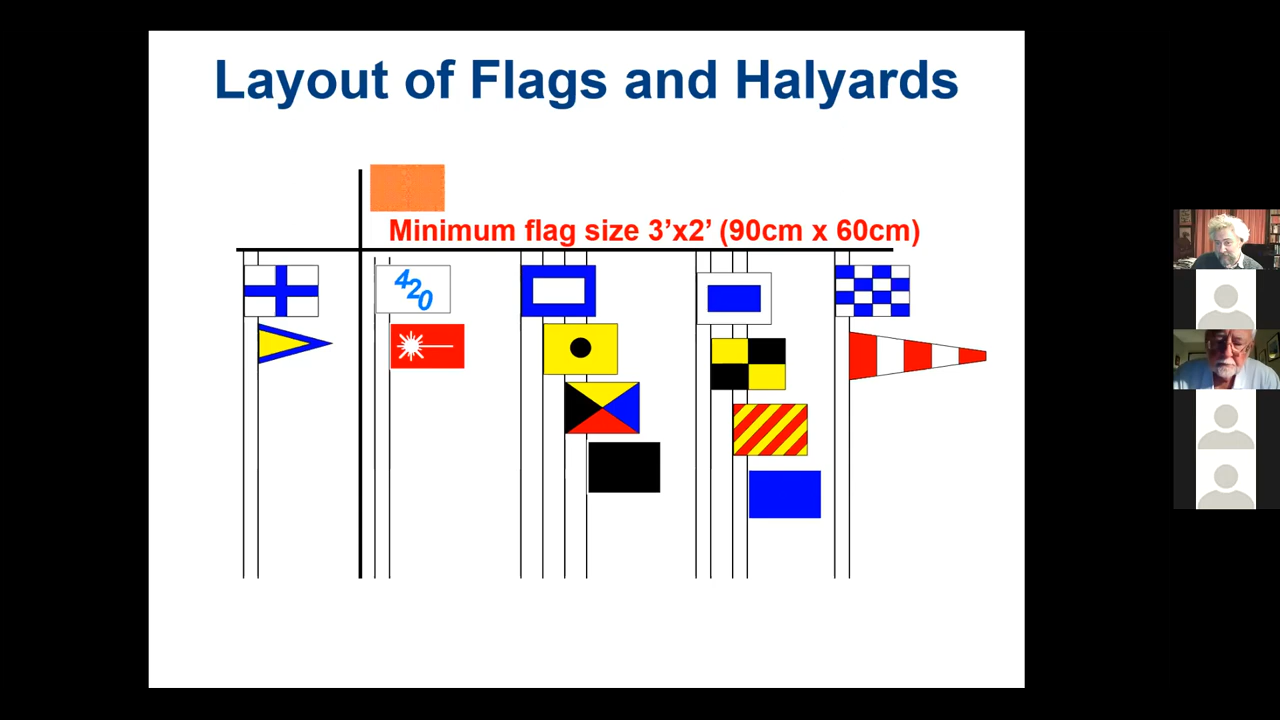 Layout of Flags and Halyards
Minimum flag size 3’x2’ (90cm x 60cm)
420